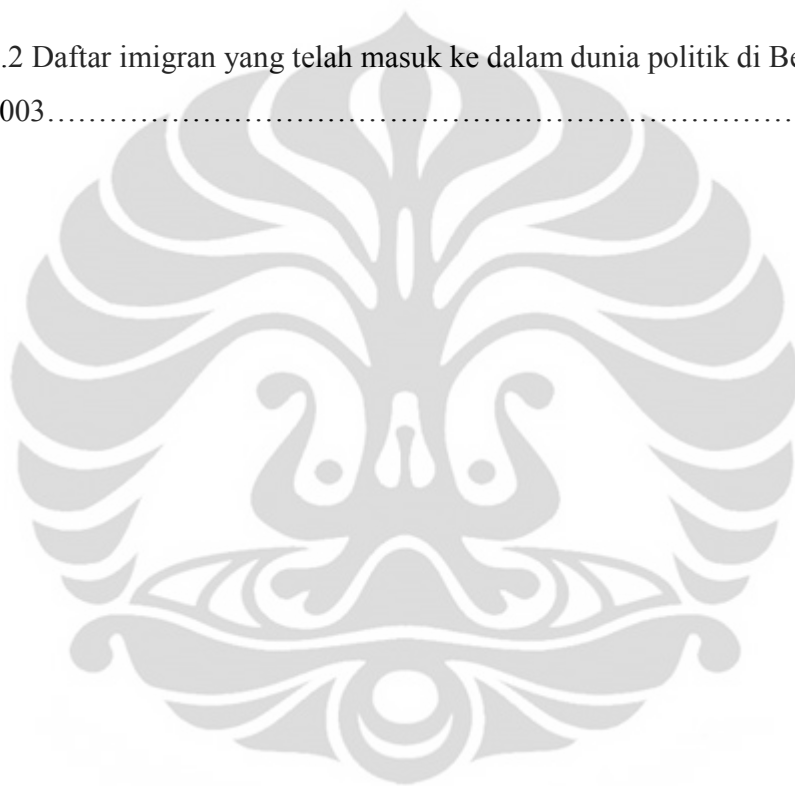 .2 Daftar imigran yang telah masuk ke dalam dunia politik di Be
003……………………………………………………………….